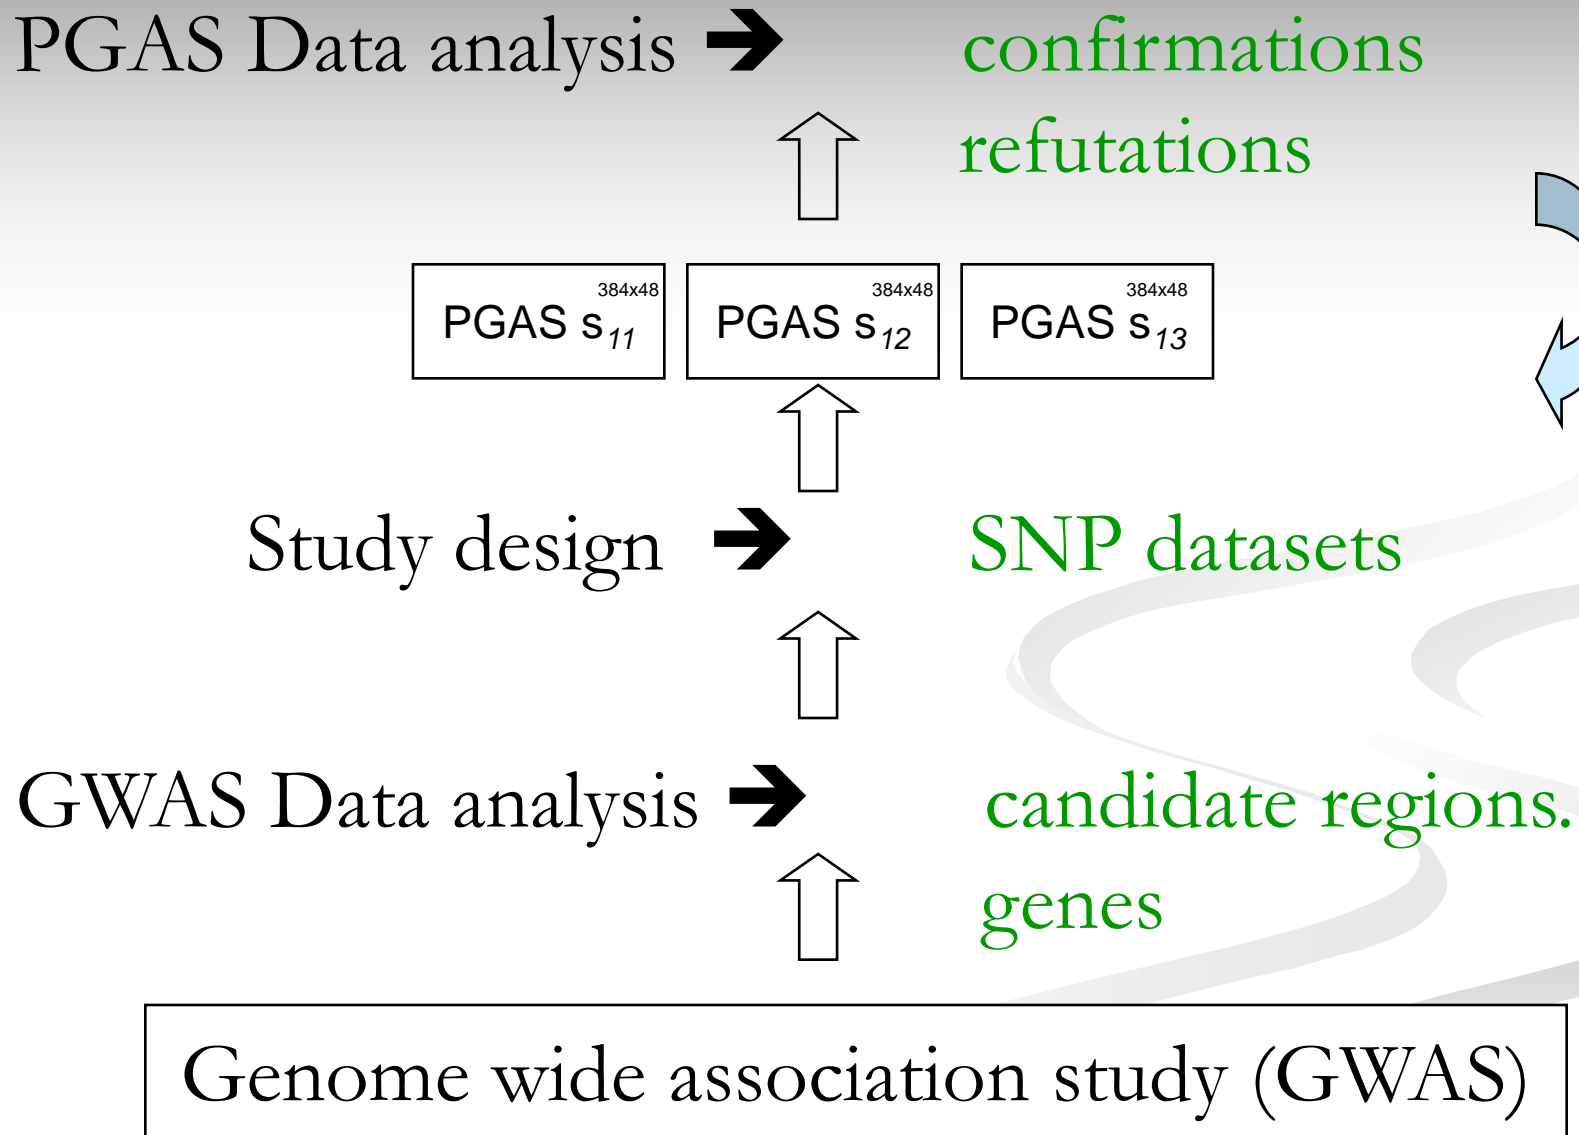 PGAS Data analysis ➔ confirmations
refutations
384x48 384x48 384x48
PGAS s11 PGAS s12 PGAS s13
Study design ➔ SNP datasets
GWAS Data analysis ➔ candidate regions.
genes
Genome wide association study (GWAS)